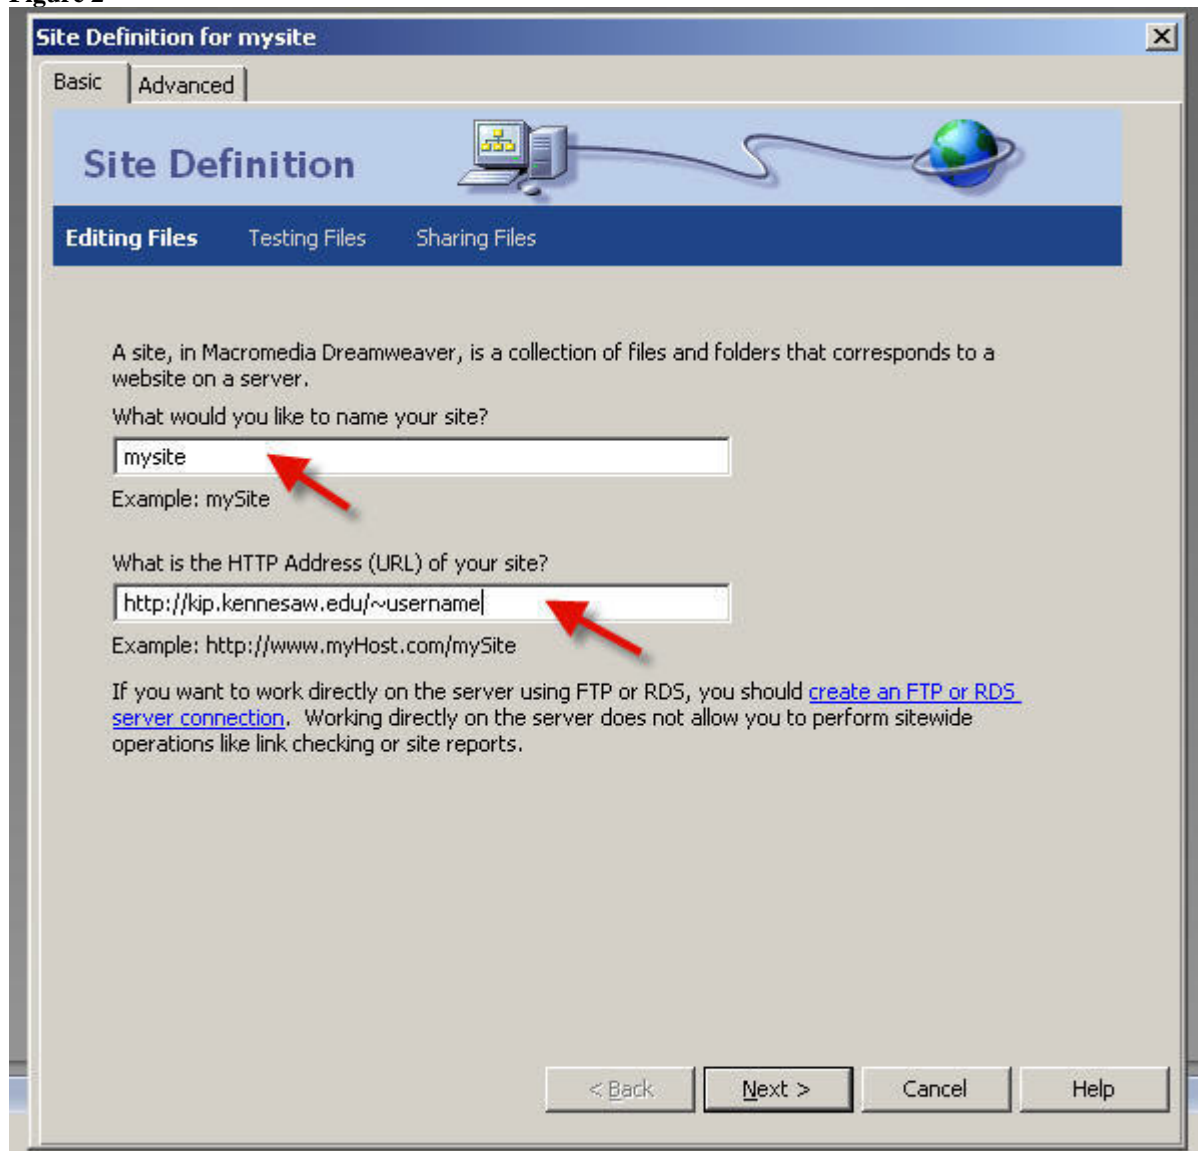 Figure 2
Site Definition for mysite
Basic
Advanced
Site Definition
Editing Files
Testing Files
Sharing Files
A site, in Macromedia Dreamweaver, is a collection of files and folders that corresponds to a
website on a server.
What would you like to name your site?
mysite
Example: mySite
What is the HTTP Address (URL) of your site?
http://kip.kennesaw.edu/~username
Example: http://www.myHost.com/mySite
If you want to work directly on the server using FTP or RDS, you should create an FTP or RDS
server connection. Working directly on the server does not allow you to perform sitewide
operations like link checking or site reports.
< Back
Next >
Cancel
Help